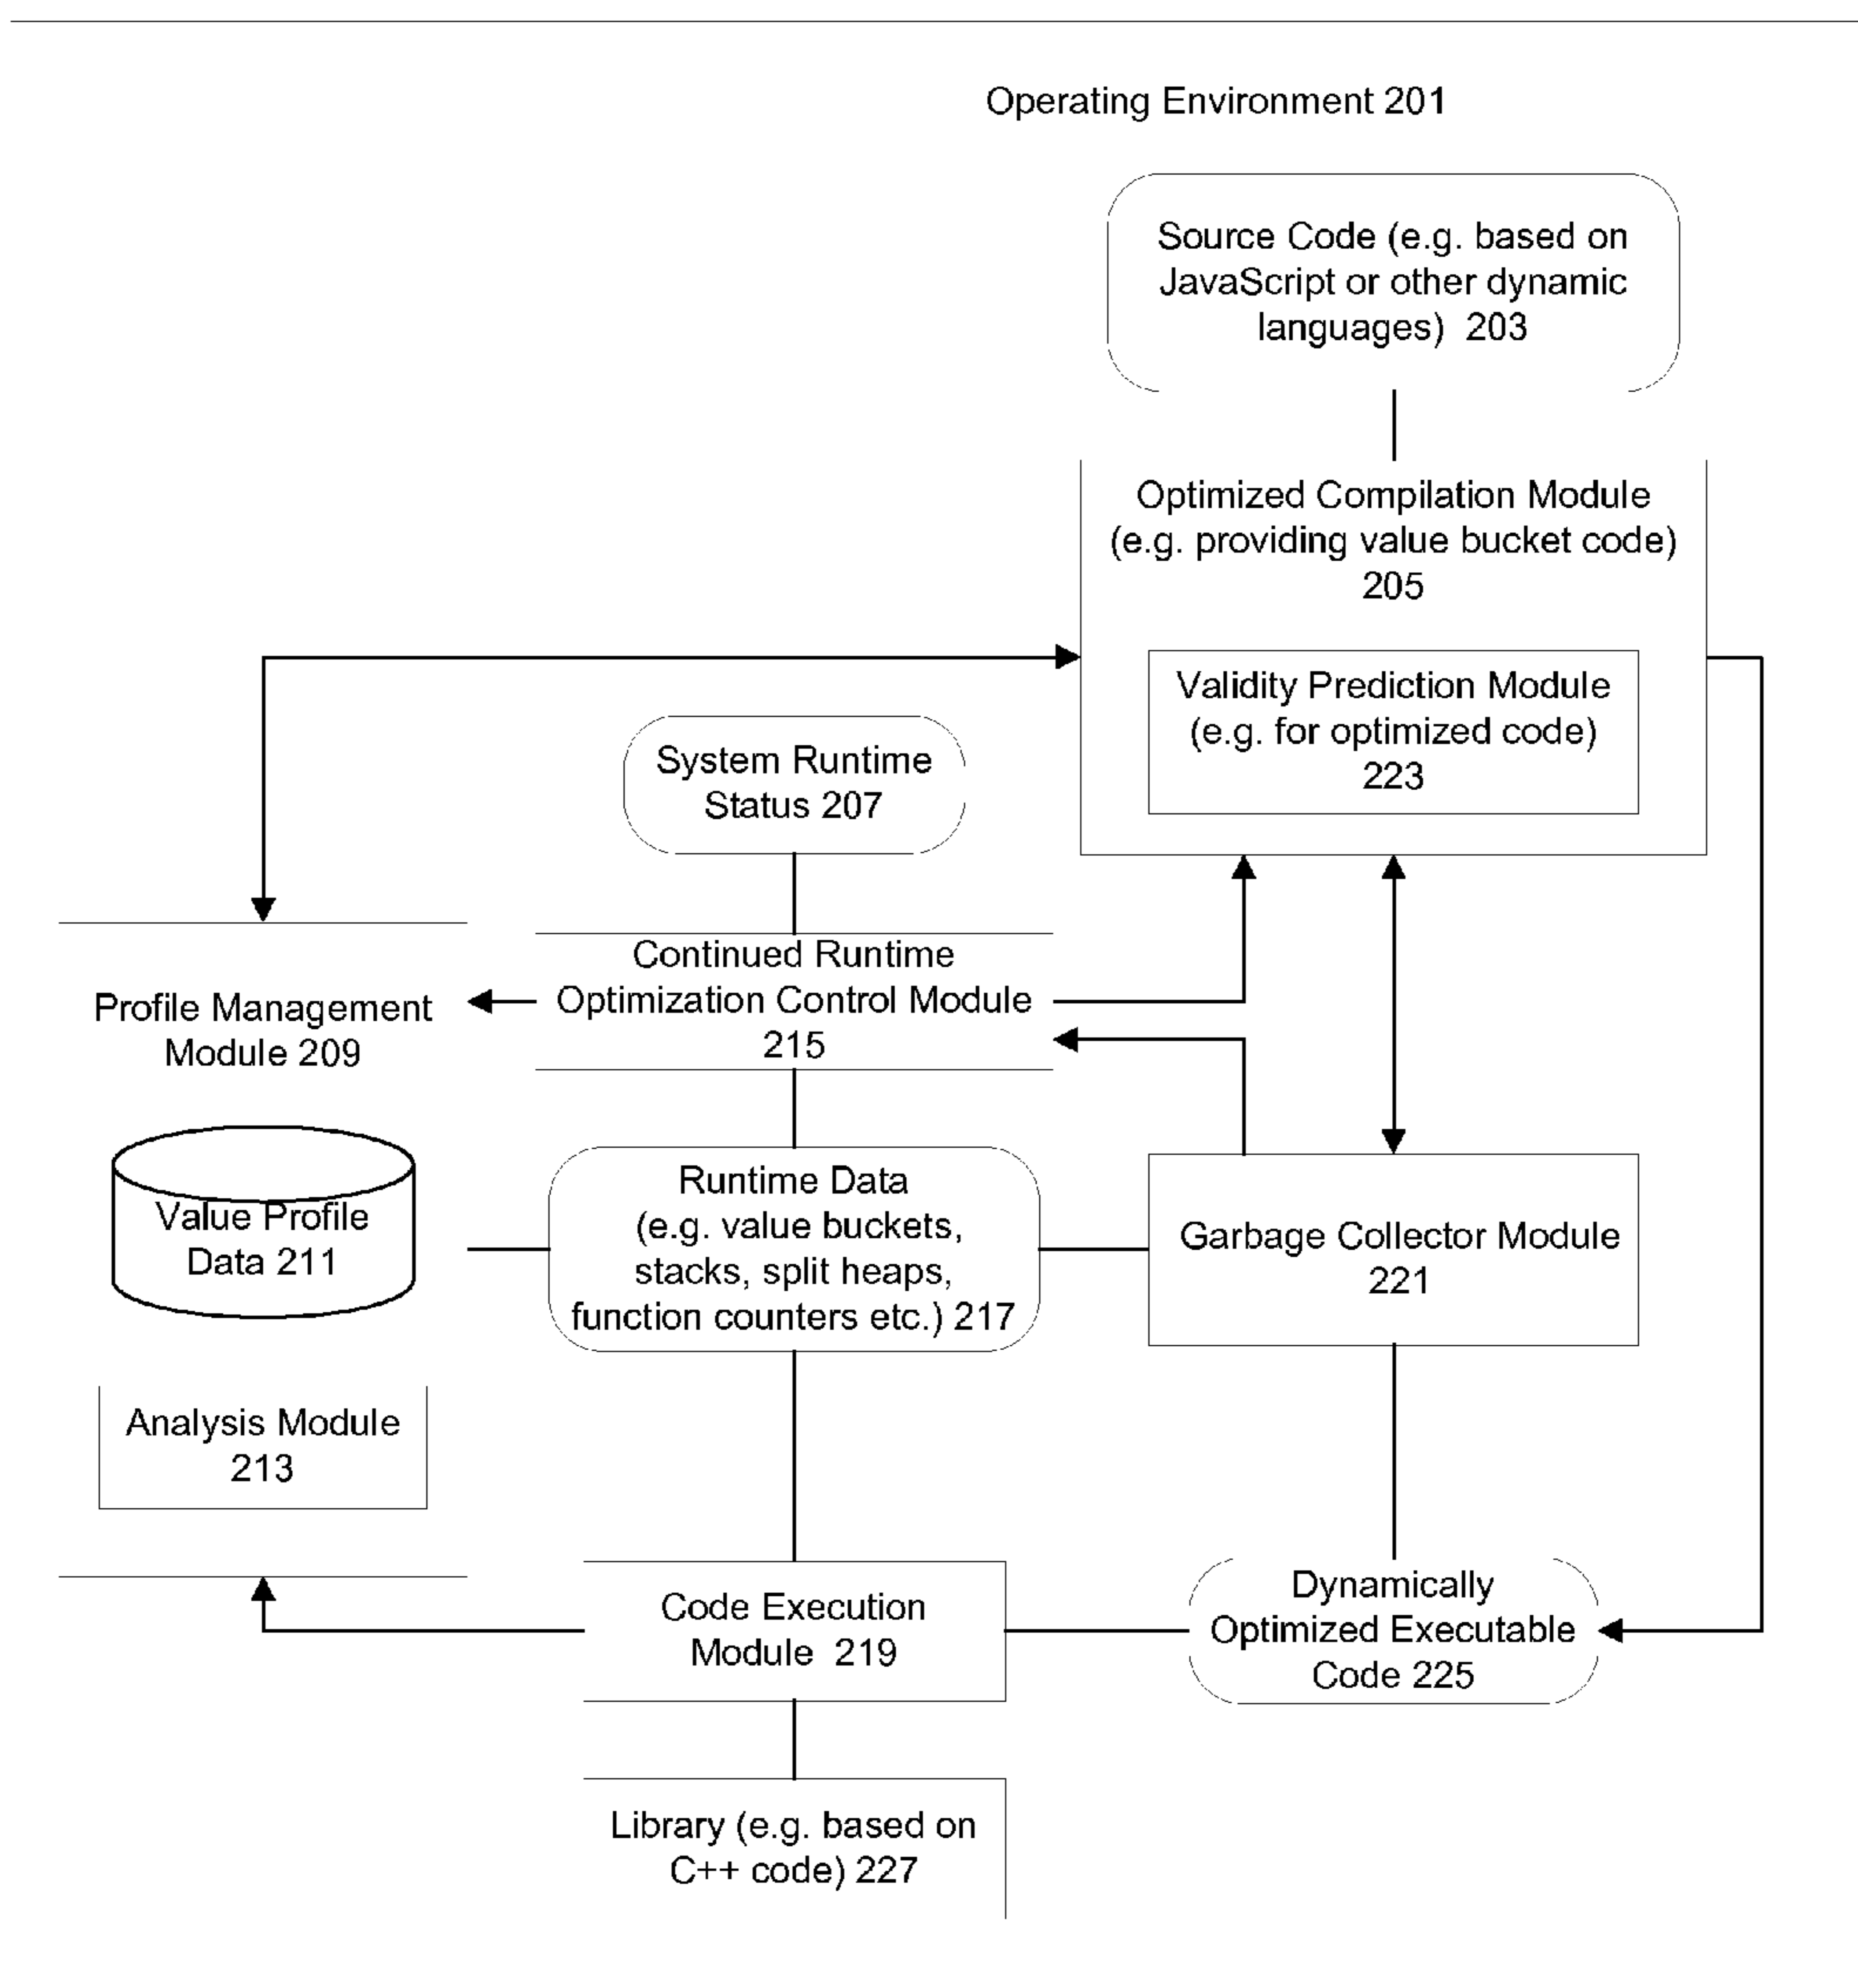 Operating Environment 201
Source Code (e.g. based on
JavaScript or other dynamic
languages)  203
Optimized Compilation Module
(e.g. providing value bucket code)
205
Validity Prediction Module
(e.g. for optimized code)
223
System Runtime
Status 207
Continued Runtime
Optimization Control Module
215
Profile Management
Module 209
Value Profile
Data 211
Runtime Data
(e.g. value buckets,
stacks, split heaps,
function counters etc.) 217
Garbage Collector Module
221
Analysis Module
213
Code Execution
Module  219
Dynamically
Optimized Executable
Code 225
Library (e.g. based on
C++ code) 227